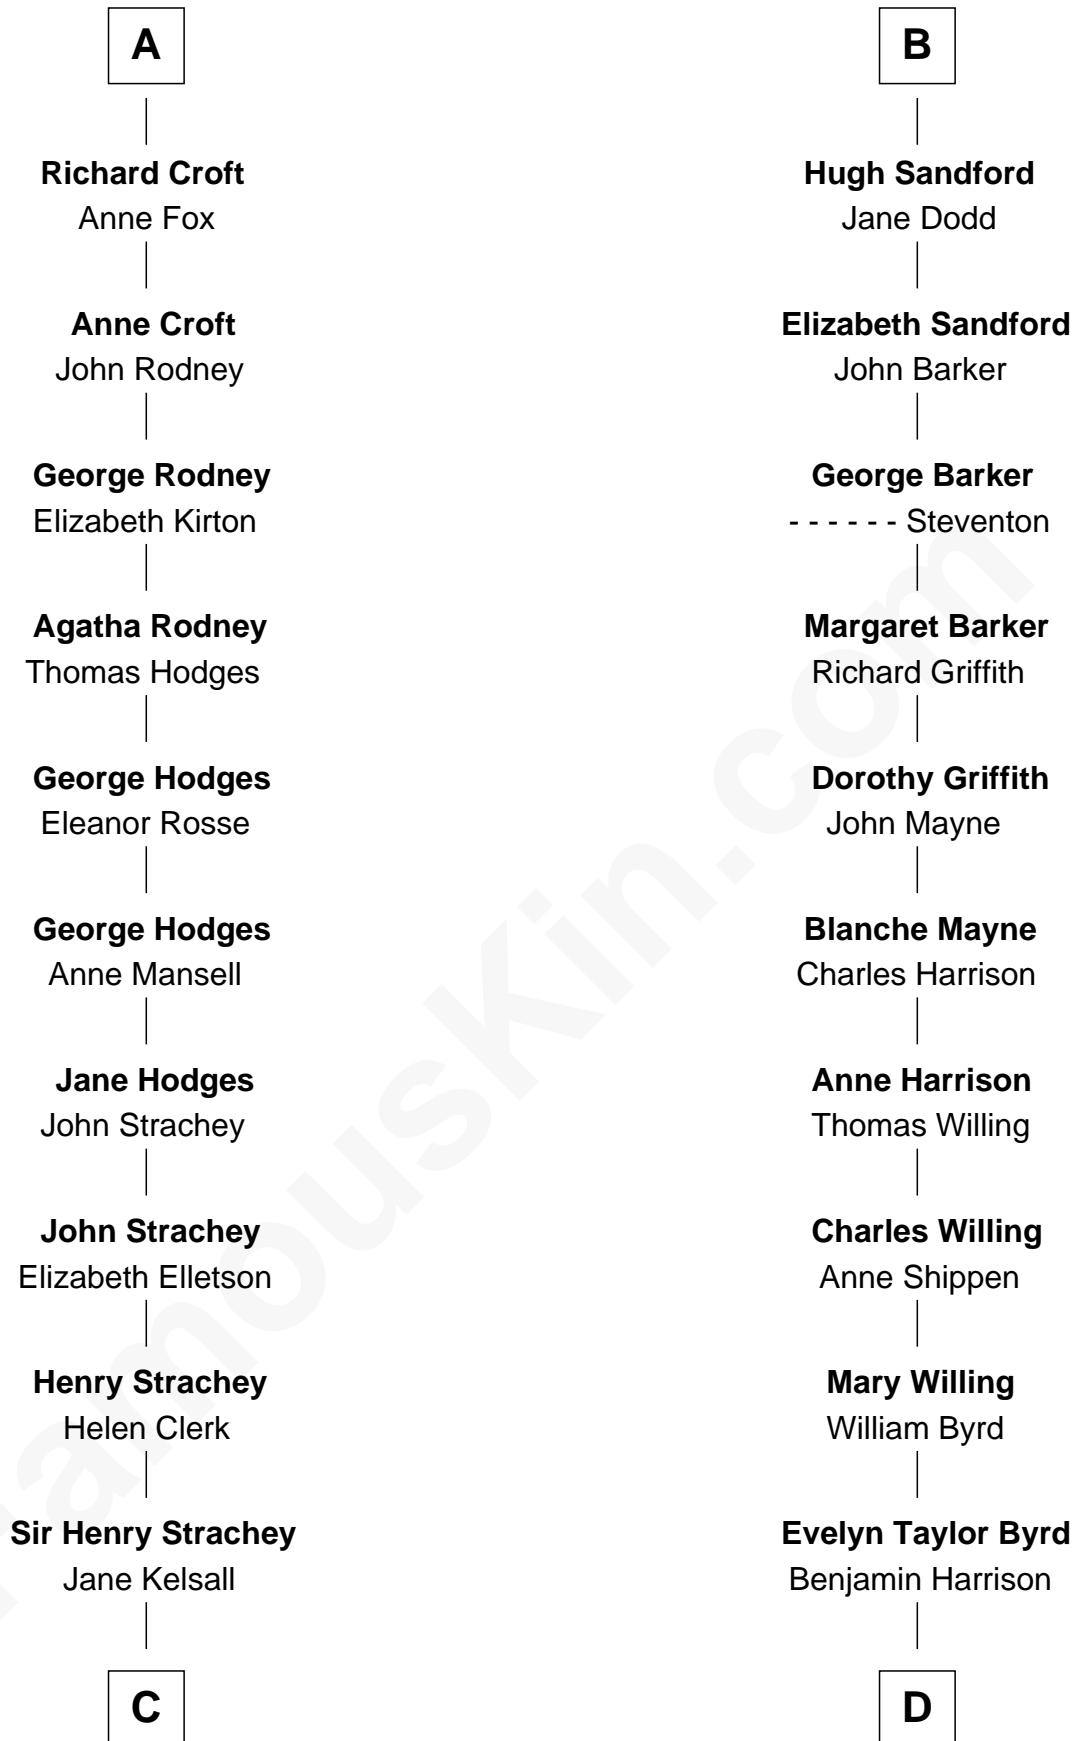 A
Richard Croft
Anne Fox
Anne Croft
John Rodney
George Rodney
Elizabeth Kirton
Agatha Rodney
Thomas Hodges
George Hodges
Eleanor Rosse
George Hodges
Anne Mansell
Jane Hodges
John Strachey
John Strachey
Elizabeth Elletson
Henry Strachey
Helen Clerk
Sir Henry Strachey
Jane Kelsall
C
B
Hugh Sandford
Jane Dodd
Elizabeth Sandford
John Barker
George Barker
- - - - - - Steventon
Margaret Barker
Richard Griffith
Dorothy Griffith
John Mayne
Blanche Mayne
Charles Harrison
Anne Harrison
Thomas Willing
Charles Willing
Anne Shippen
Mary Willing
William Byrd
Evelyn Taylor Byrd
Benjamin Harrison
D
FamousKin.com